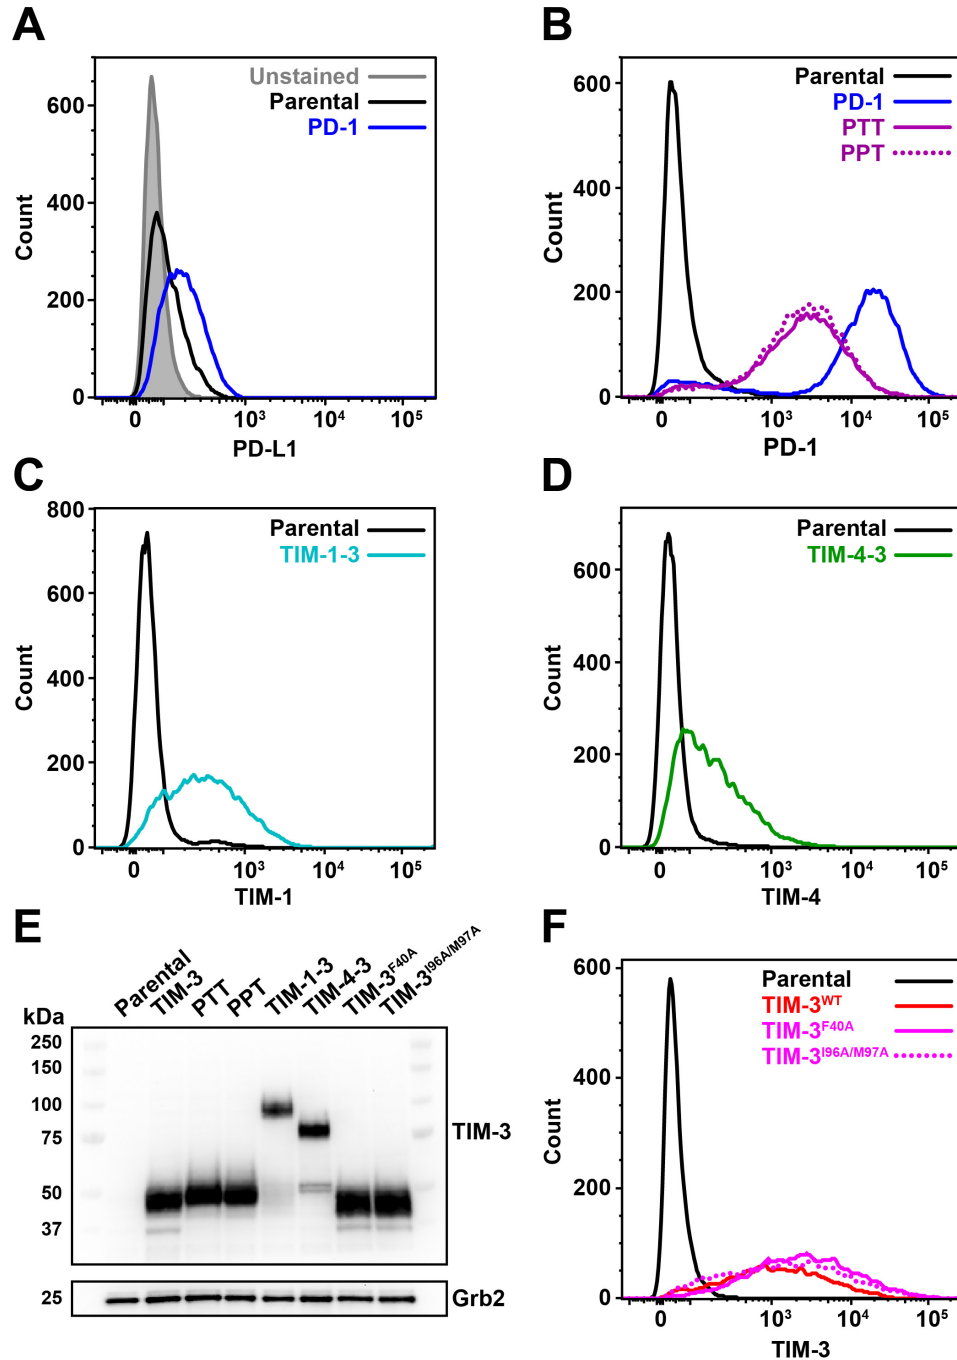 A
Unstained
Parental
PD-1
600
400
200
0
Count
0 10³ 10⁴ 10⁵
PD-L1
B
Parental
PD-1
PTT
PPT
600
400
200
0
Count
0 10³ 10⁴ 10⁵
PD-1
C
Parental
TIM-1-3
800
600
400
200
0
Count
0 10³ 10⁴ 10⁵
TIM-1
D
Parental
TIM-4-3
600
400
200
0
Count
0 10³ 10⁴ 10⁵
TIM-4
E
Parental
TIM-3
PTT
PPT
TIM-1-3
TIM-4-3
TIM-3F40A
TIM-3I96A/M97A
kDa
250
150
100
75
50
37
TIM-3
25
Grb2
F
Parental
TIM-3WT
TIM-3F40A
TIM-3I96A/M97A
600
400
200
0
Count
0 10³ 10⁴ 10⁵
TIM-3